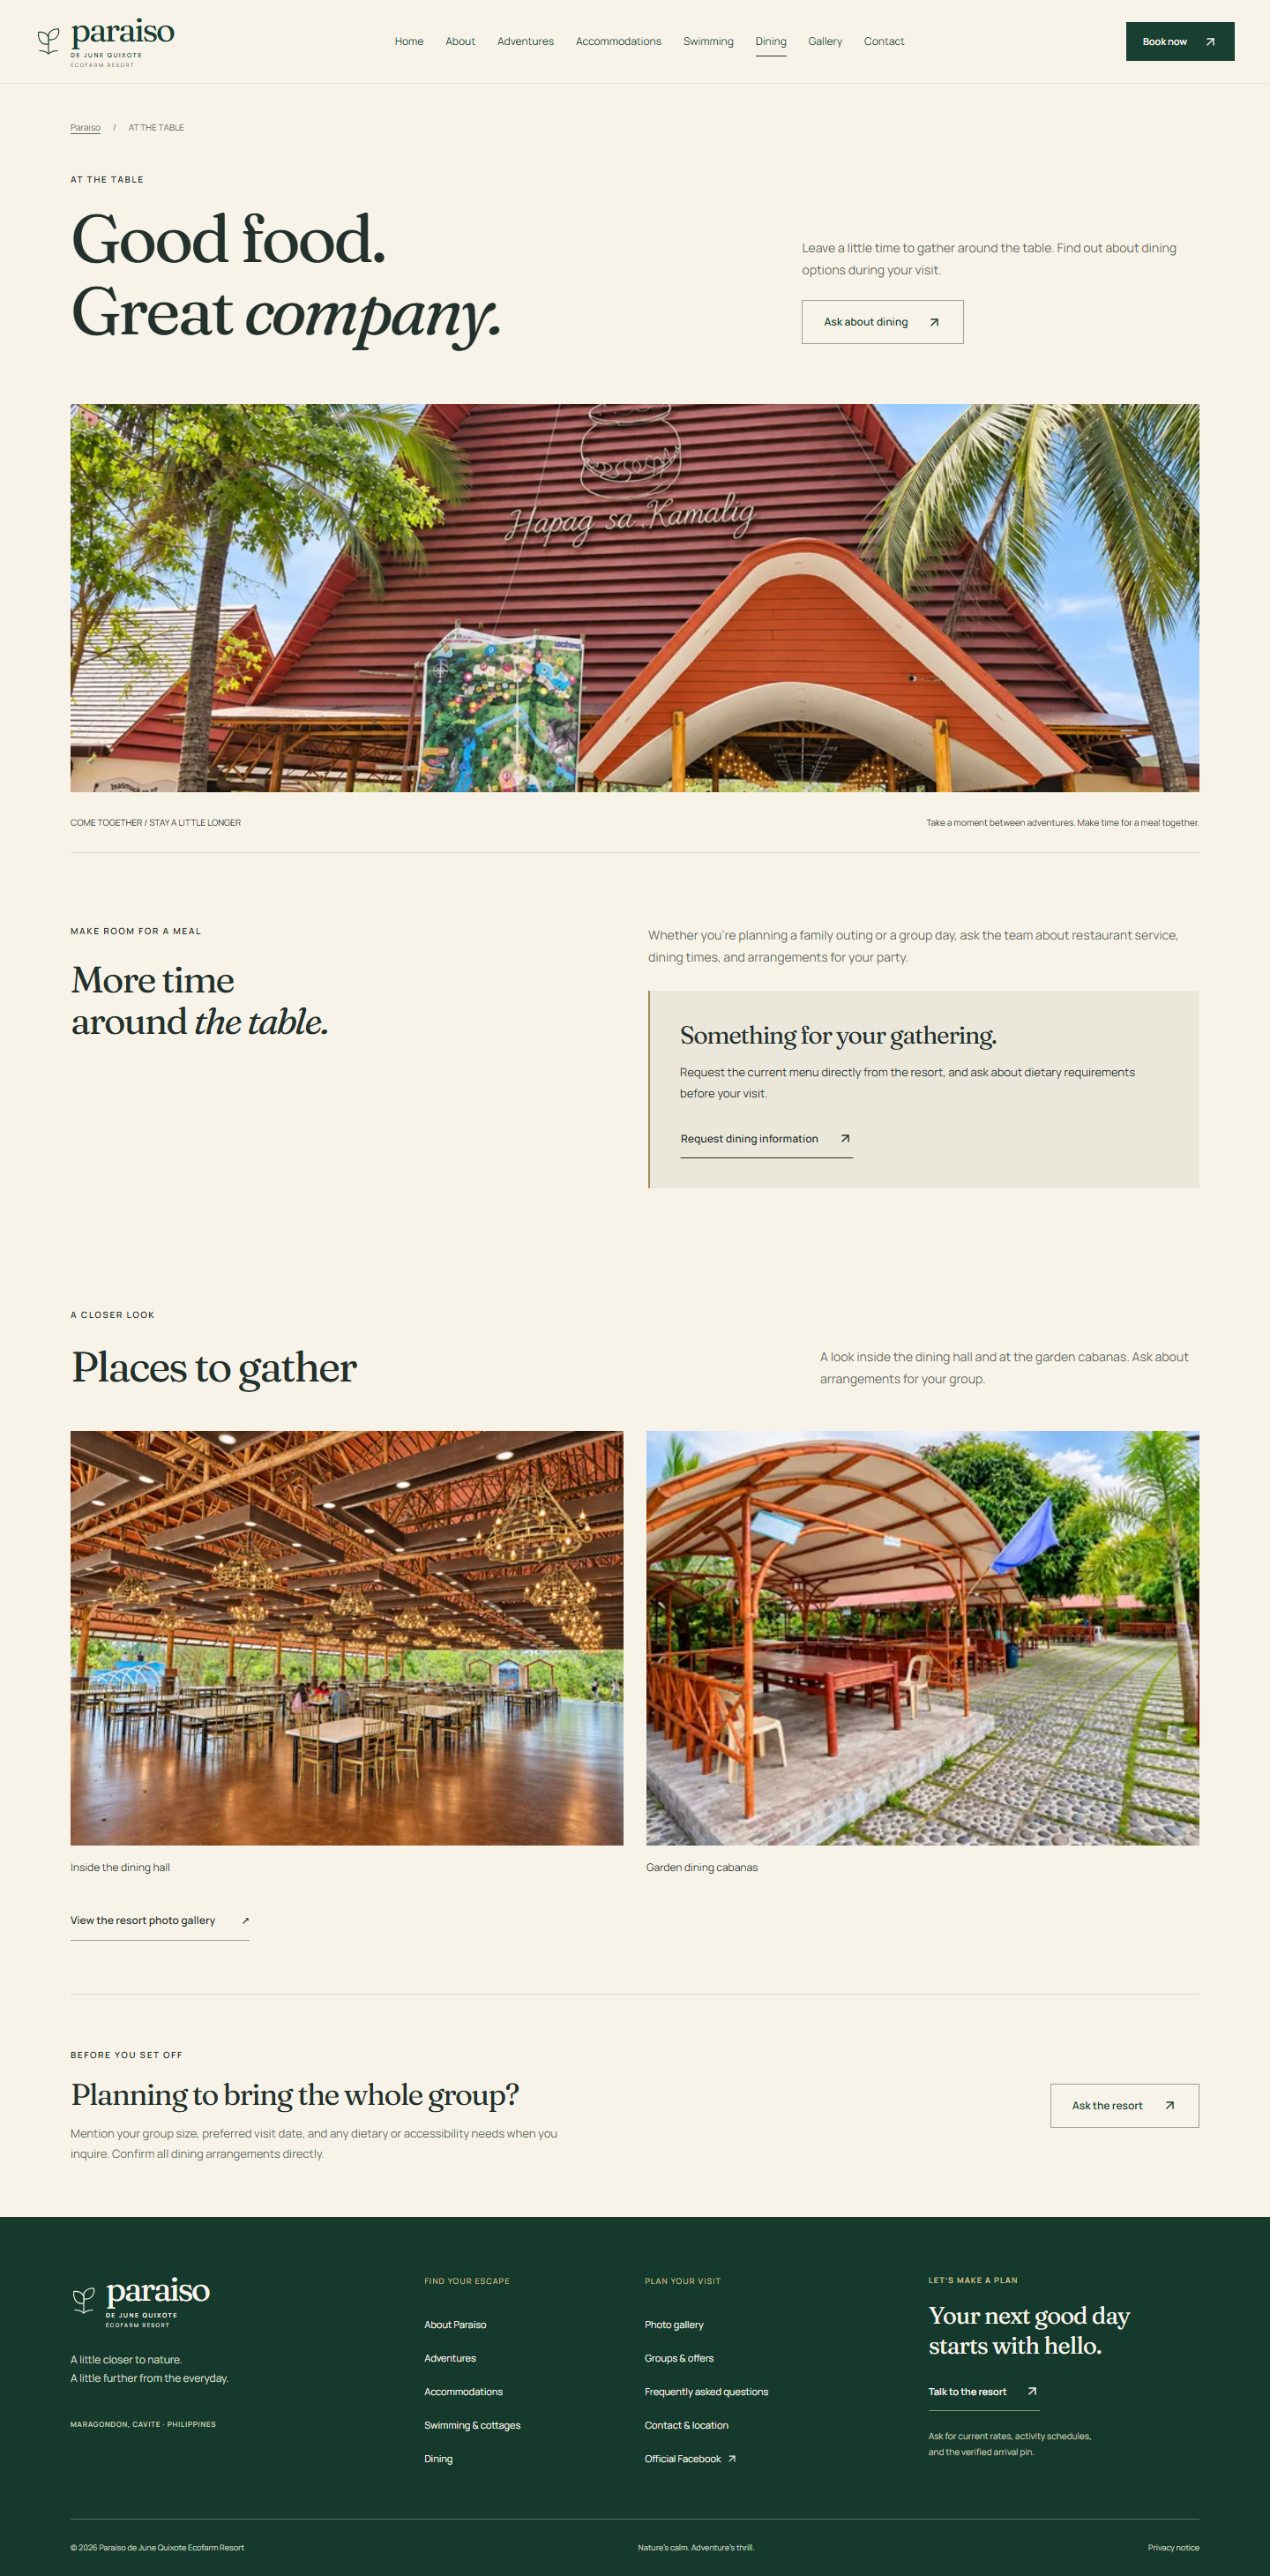 paraiso
DE JUNE QUIXOTE
ECOFARM RESORT
Home About Adventures Accommodations Swimming Dining Gallery Contact
Book now
Paraiso / AT THE TABLE
AT THE TABLE
Good food.
Great company.
Leave a little time to gather around the table. Find out about dining
options during your visit.
Ask about dining
Hapag sa Kamalig
COME TOGETHER / STAY A LITTLE LONGER
Take a moment between adventures. Make time for a meal together.
MAKE ROOM FOR A MEAL
More time
around the table.
Whether you're planning a family outing or a group day, ask the team about restaurant service,
dining times, and arrangements for your party.
Something for your gathering.
Request the current menu directly from the resort, and ask about dietary requirements
before your visit.
Request dining information
A CLOSER LOOK
Places to gather
A look inside the dining hall and at the garden cabanas. Ask about
arrangements for your group.
Inside the dining hall
Garden dining cabanas
View the resort photo gallery
BEFORE YOU SET OFF
Planning to bring the whole group?
Mention your group size, preferred visit date, and any dietary or accessibility needs when you
inquire. Confirm all dining arrangements directly.
Ask the resort
paraiso
DE JUNE QUIXOTE
ECOFARM RESORT
A little closer to nature.
A little further from the everyday.
MARAGONDON, CAVITE · PHILIPPINES
FIND YOUR ESCAPE
About Paraiso
Adventures
Accommodations
Swimming & cottages
Dining
PLAN YOUR VISIT
Photo gallery
Groups & offers
Frequently asked questions
Contact & location
Official Facebook
LET'S MAKE A PLAN
Your next good day
starts with hello.
Talk to the resort
Ask for current rates, activity schedules,
and the verified arrival pin.
© 2026 Paraiso de June Quixote Ecofarm Resort
Nature's calm. Adventure's thrill.
Privacy notice